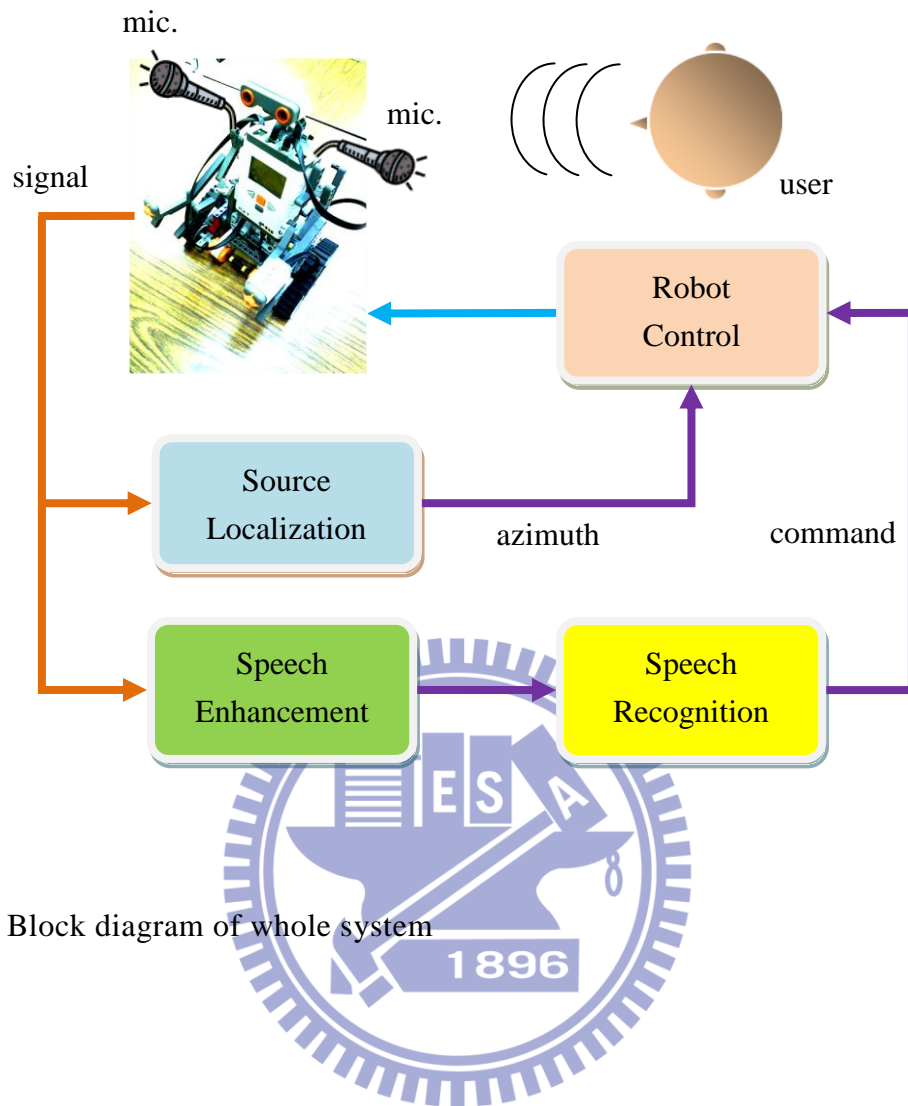 mic.
mic.
signal
user
Robot
Control
Source
Localization
azimuth
command
Speech
Enhancement
Speech
Recognition
E S A
Block diagram of whole system
1896